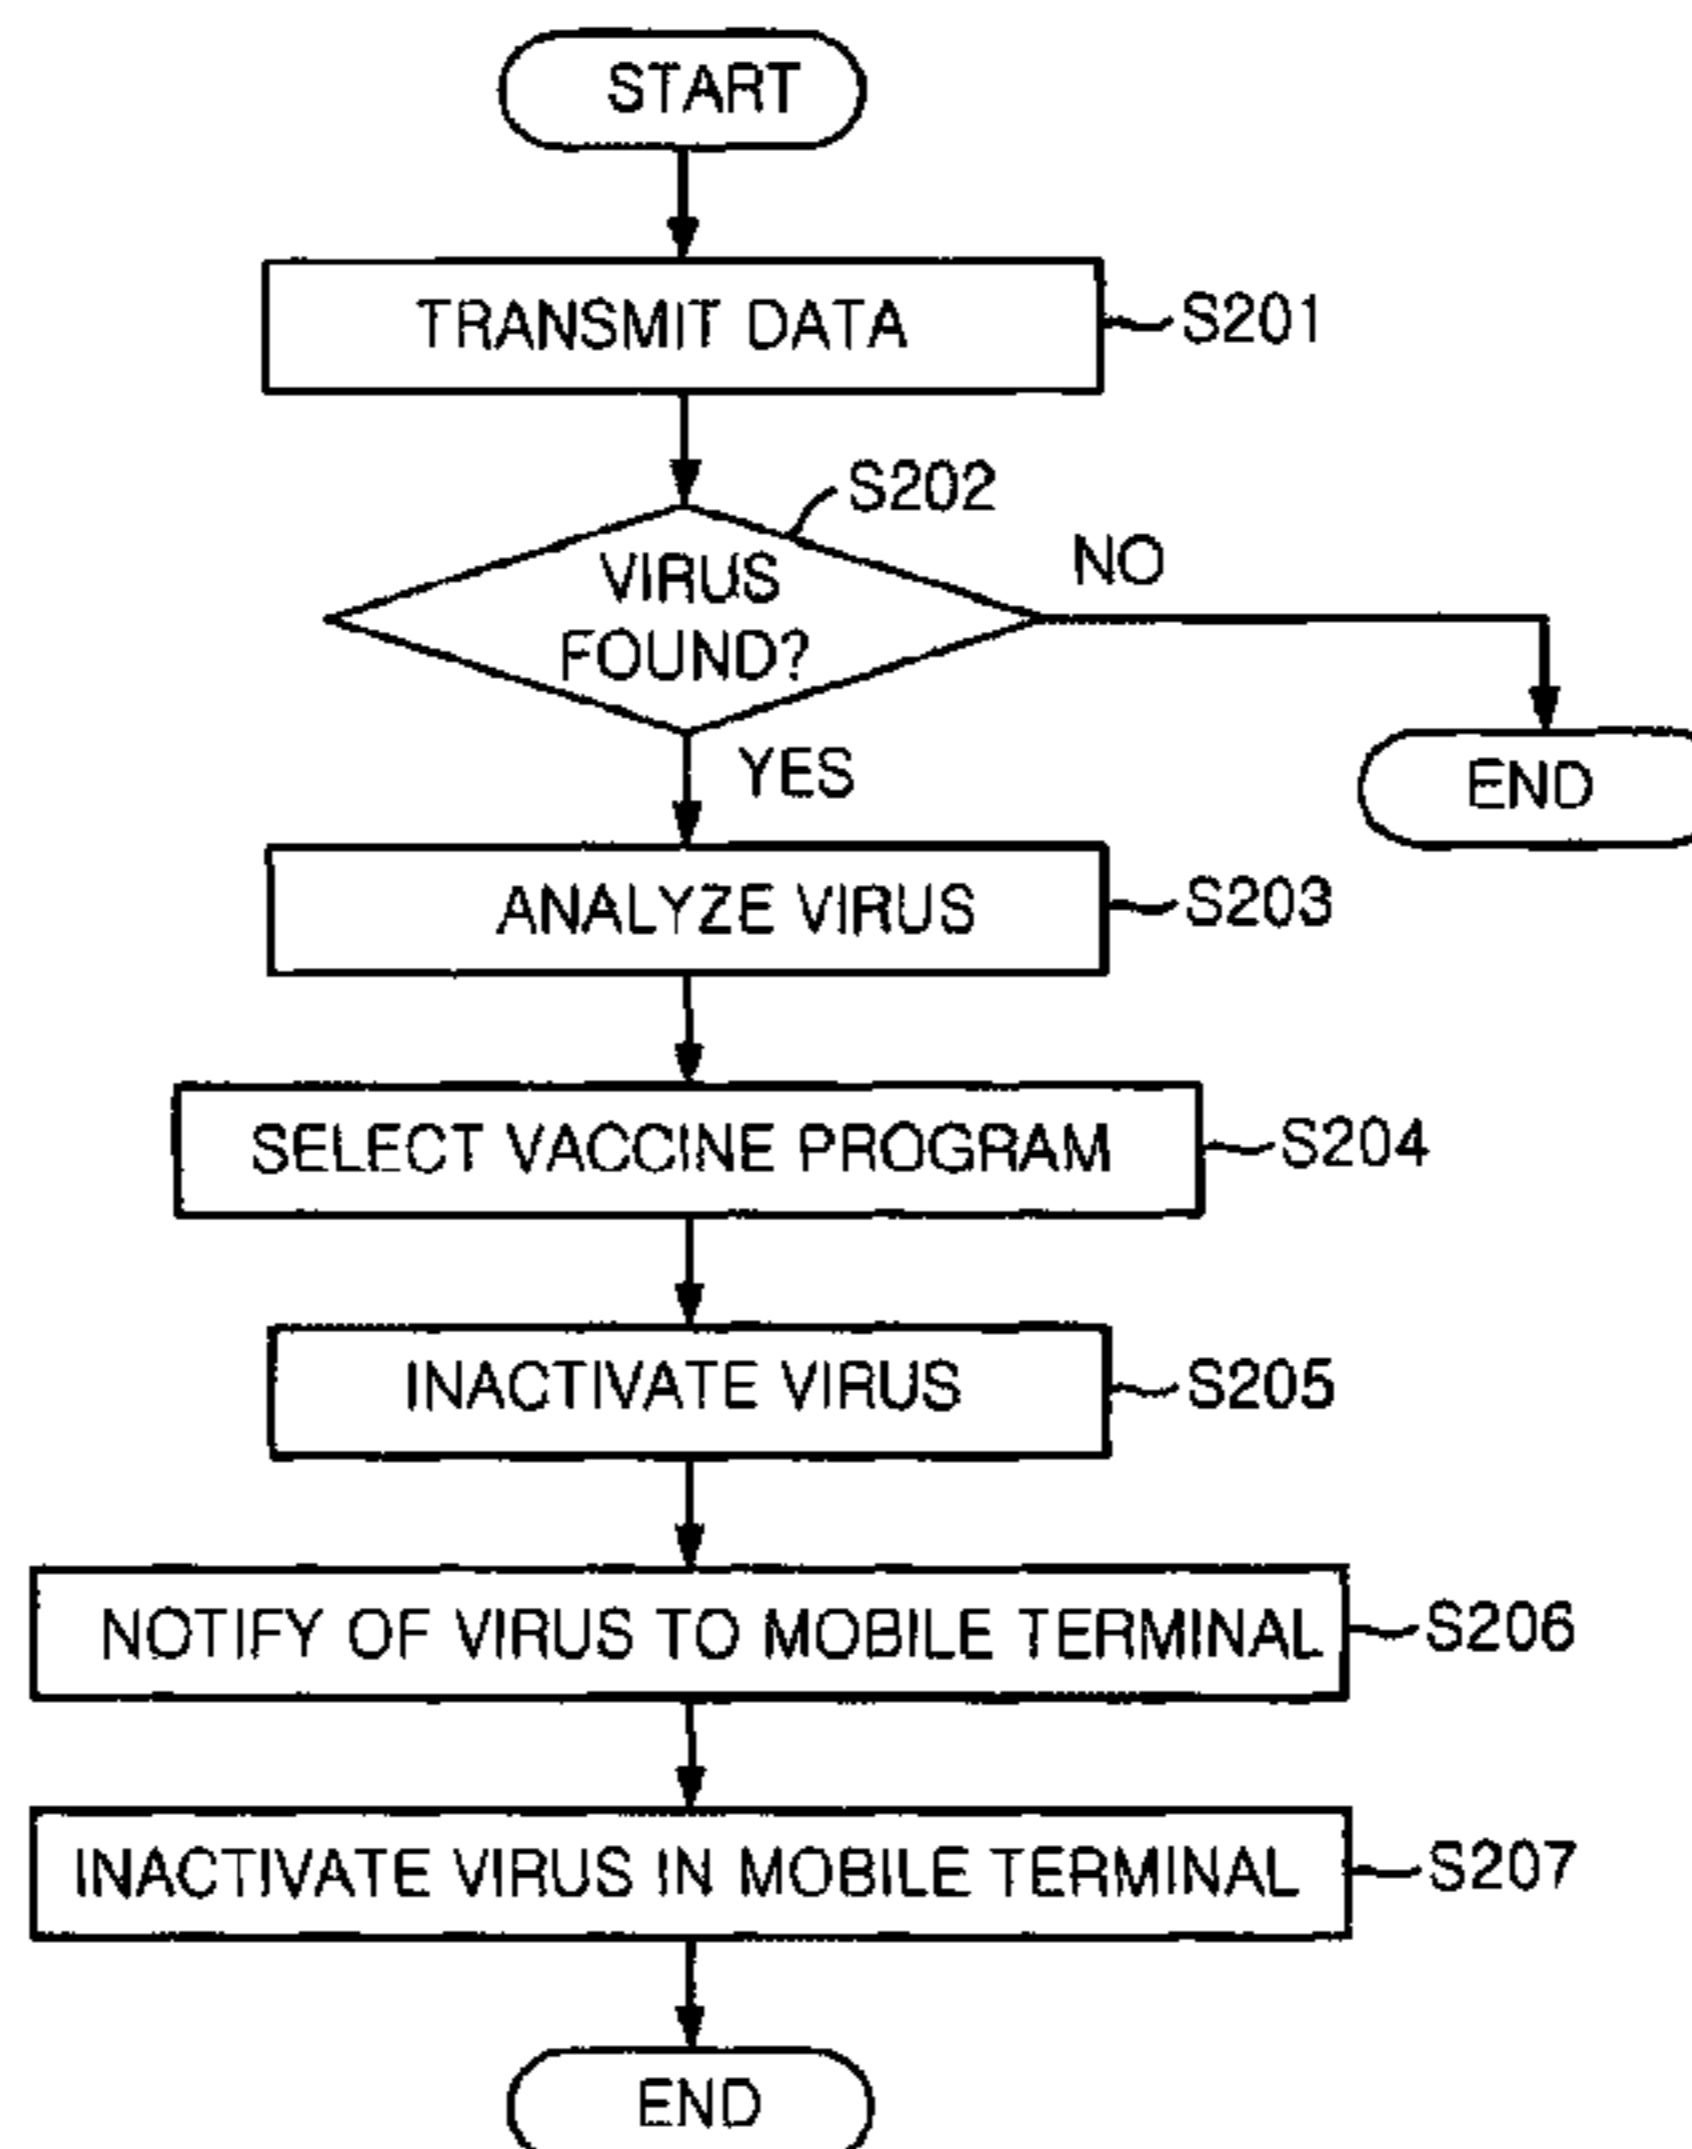 START
TRANSMIT DATA
S201
S202
VIRUS
FOUND?
NO
YES
END
ANALYZE VIRUS
S203
SELECT VACCINE PROGRAM
S204
INACTIVATE VIRUS
S205
NOTIFY OF VIRUS TO MOBILE TERMINAL
S206
INACTIVATE VIRUS IN MOBILE TERMINAL
S207
END